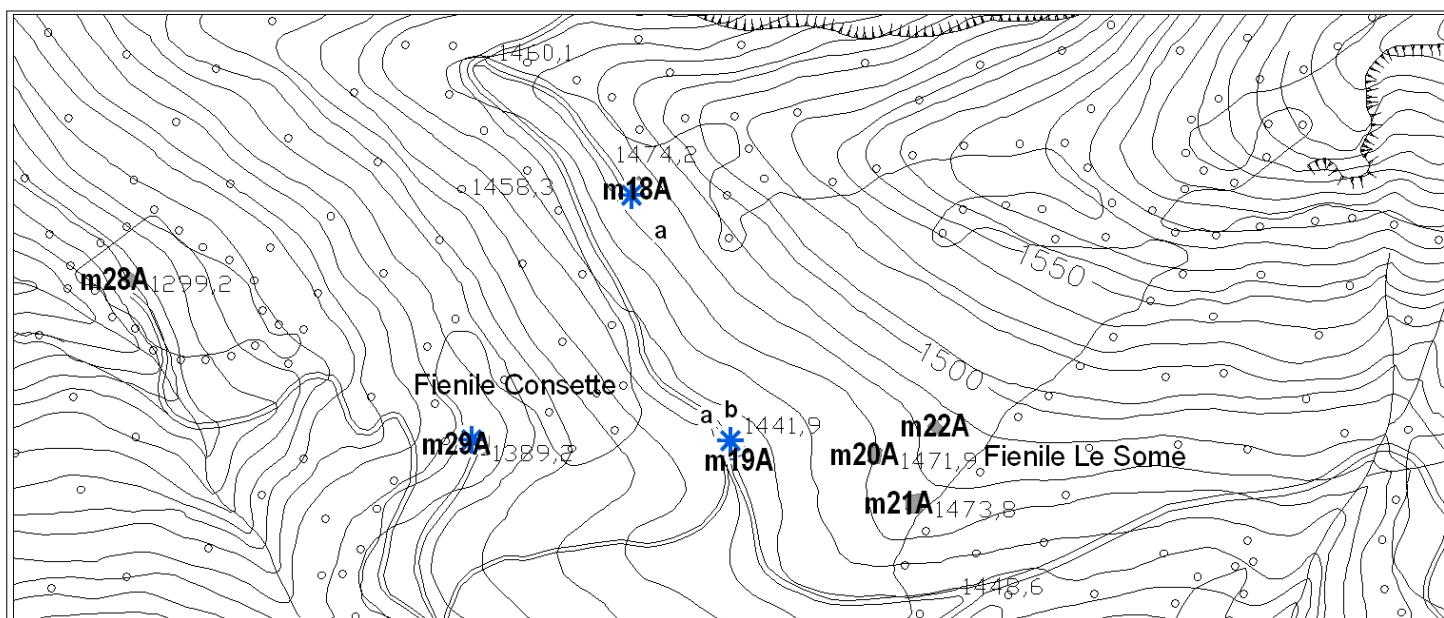 1460,1
1474,2
1458,3
m18A
a
1550
m28A 1299,2
1500
Fienile Consette
a b
1441,9
m22A
m29A
1389,2
m19A
m20A
1471,9
Fienile Le Some
m21A
1473,8
1448,6